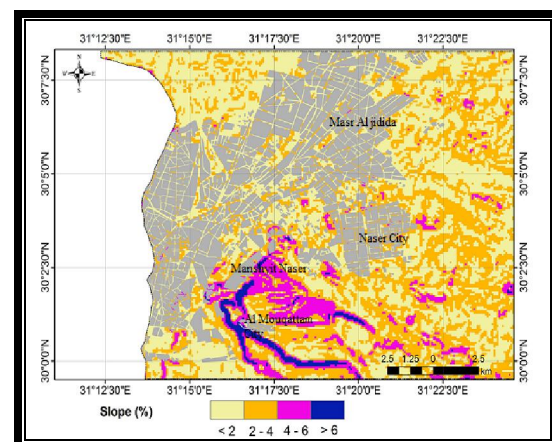 31°12'30"E 31°15'0"E 31°17'30"E 31°20'0"E 31°22'30"E
30°7'30"N 30°7'30"N
N
W E
S
Masr Al jidida
30°5'0"N 30°5'0"N
Naser City
30°2'30"N 30°2'30"N
Manshiyit Naser
Al Mouqattam
City
2.5 1.25 0 2.5
km
30°0'0"N 30°0'0"N
31°12'30"E 31°15'0"E 31°17'30"E 31°20'0"E 31°22'30"E
Slope (%)
< 2 2 - 4 4 - 6 > 6